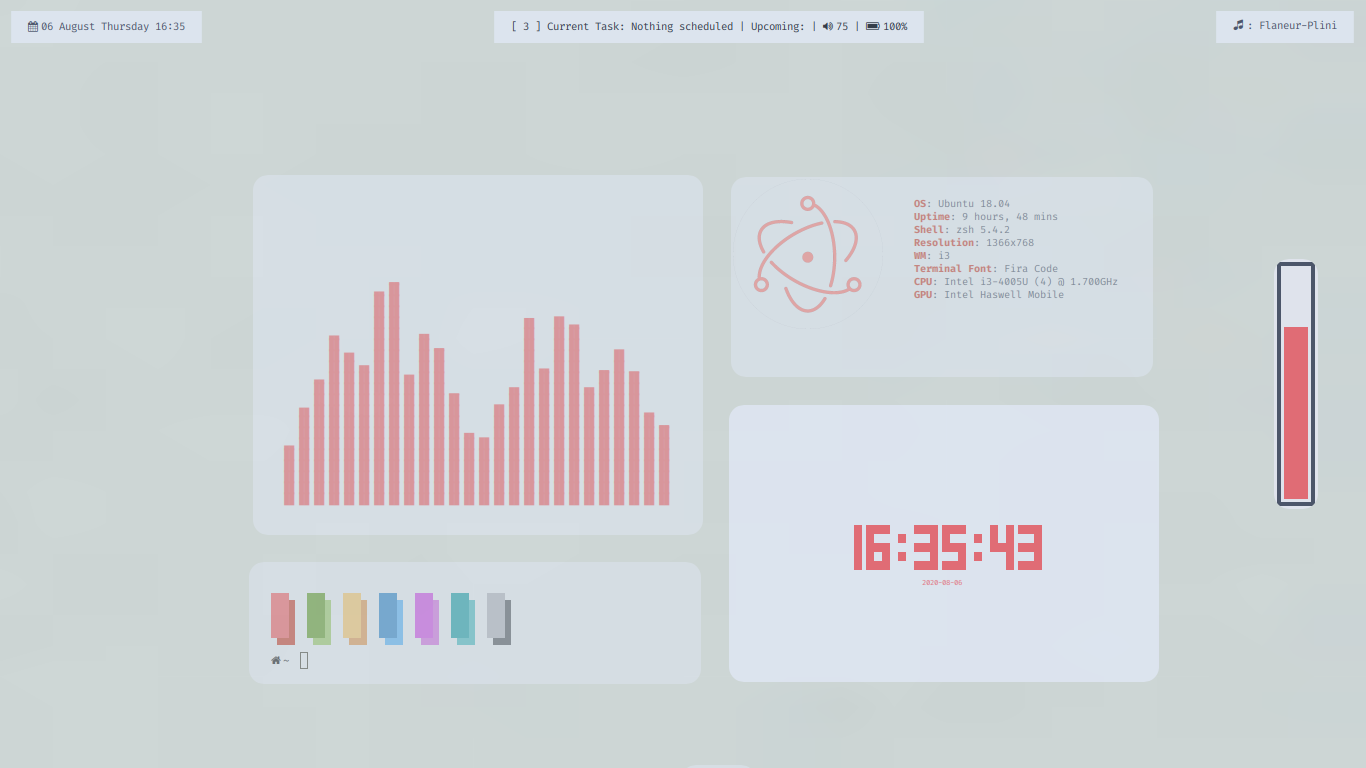 06 August Thursday 16:35
[ 3 ] Current Task: Nothing scheduled | Upcoming: | 75 | 100%
: Flaneur-Plini
OS: Ubuntu 18.04
Uptime: 9 hours, 48 mins
Shell: zsh 5.4.2
Resolution: 1366x768
WM: i3
Terminal Font: Fira Code
CPU: Intel i3-4005U (4) @ 1.700GHz
GPU: Intel Haswell Mobile
16:35:43
2020-08-06
~